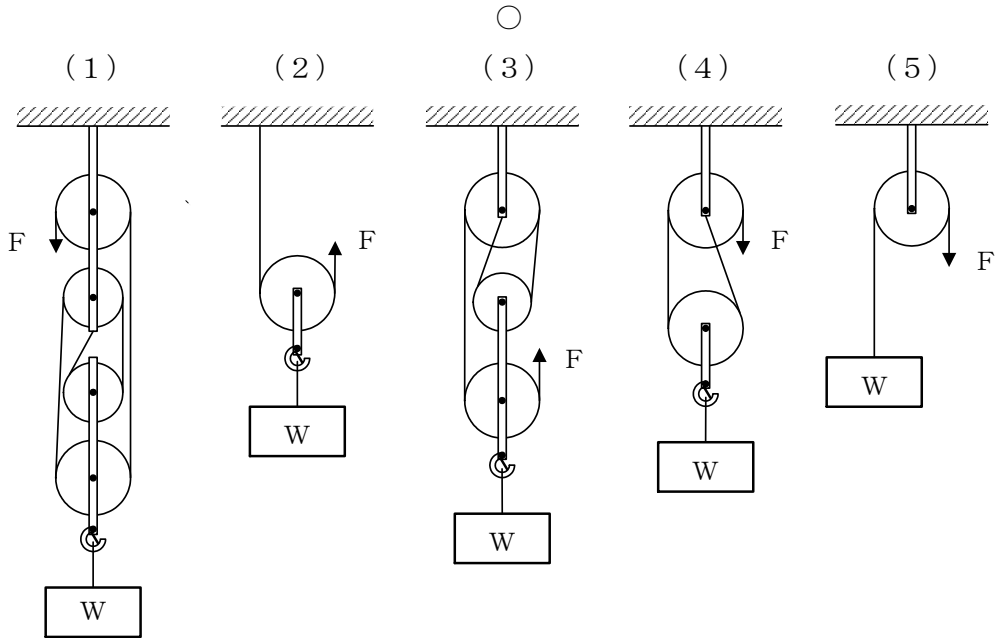 ○
（１） （２） （３） （４） （５）
F F F F F
W W W W W